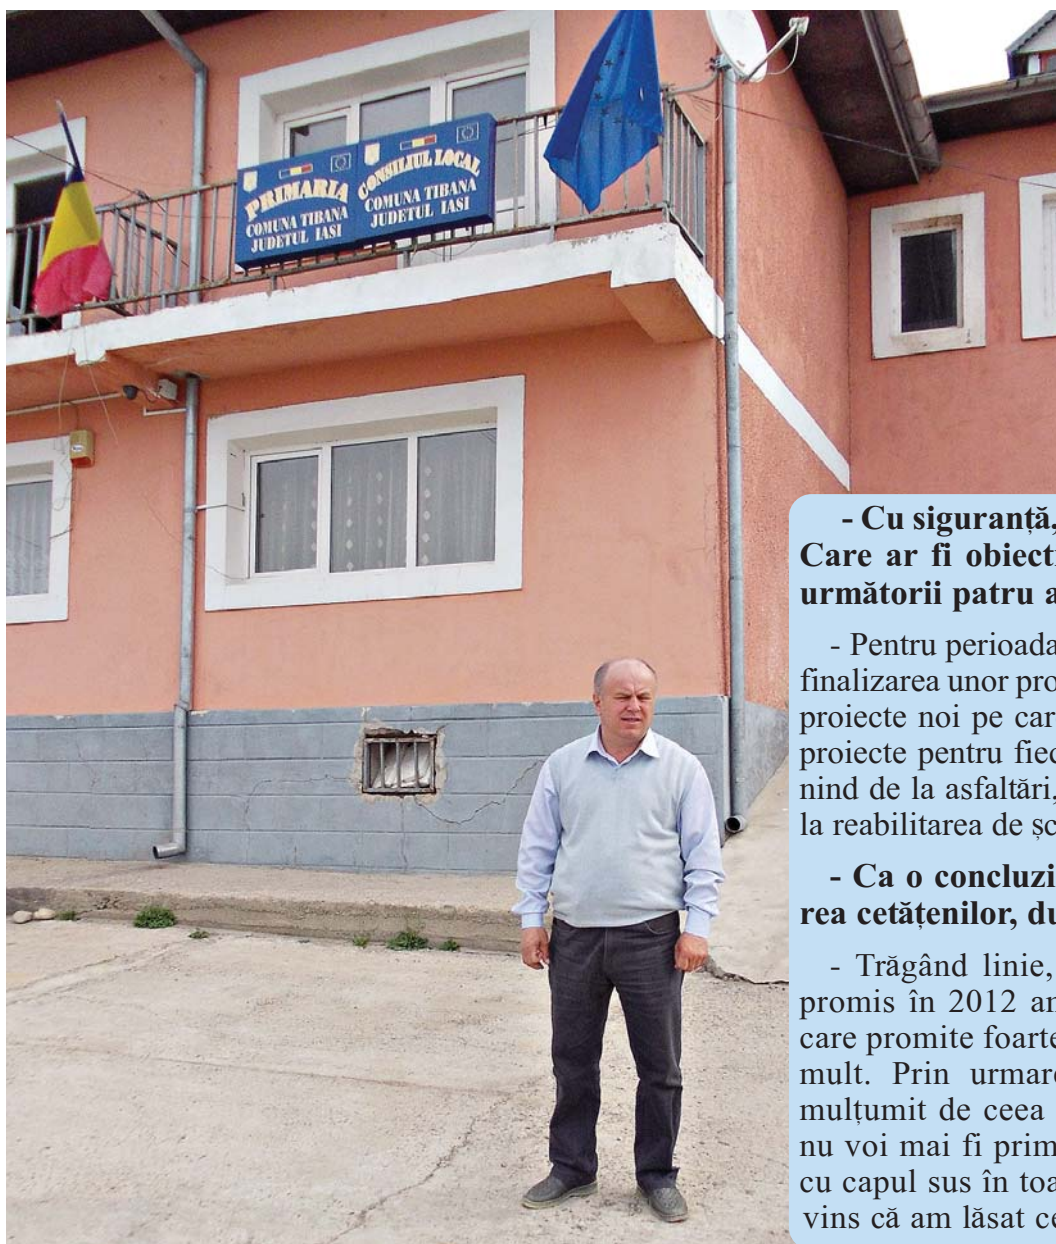 PRIMARIA
COMUNA TIBANA
JUDETUL IASI
CONSILIUL LOCAL
COMUNA TIBANA
JUDETUL IASI
- Cu siguranță,
Care ar fi obiecti
următorii patru a
- Pentru perioada
finalizarea unor pro
proiecte noi pe car
proiecte pentru fiec
nind de la asfaltări,
la reabilitarea de șc
- Ca o concluzi
rea cetățenilor, du
- Trăgând linie,
promis în 2012 am
care promite foarte
mult. Prin urmare
mulțumit de ceea
nu voi mai fi prim
cu capul sus în toa
vins că am lăsat ce